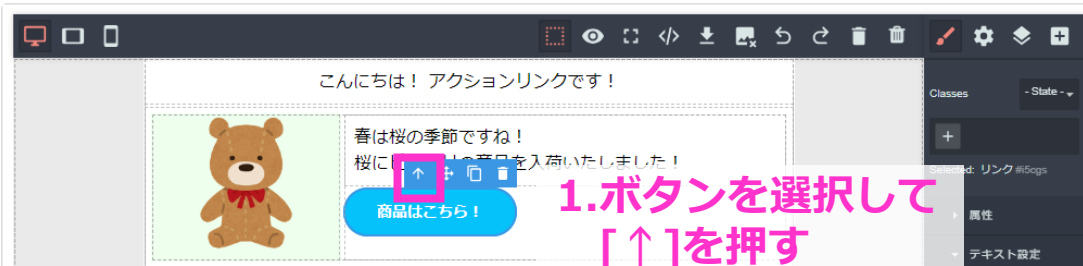 こんにちは！ アクションリンクです！
Classes
- State -
春は桜の季節ですね！
桜に
の商品を入荷いたしました！
Selected: リンク #i5ogs
商品はこちら！
1.ボタンを選択して
[↑]を押す
属性
テキスト設定